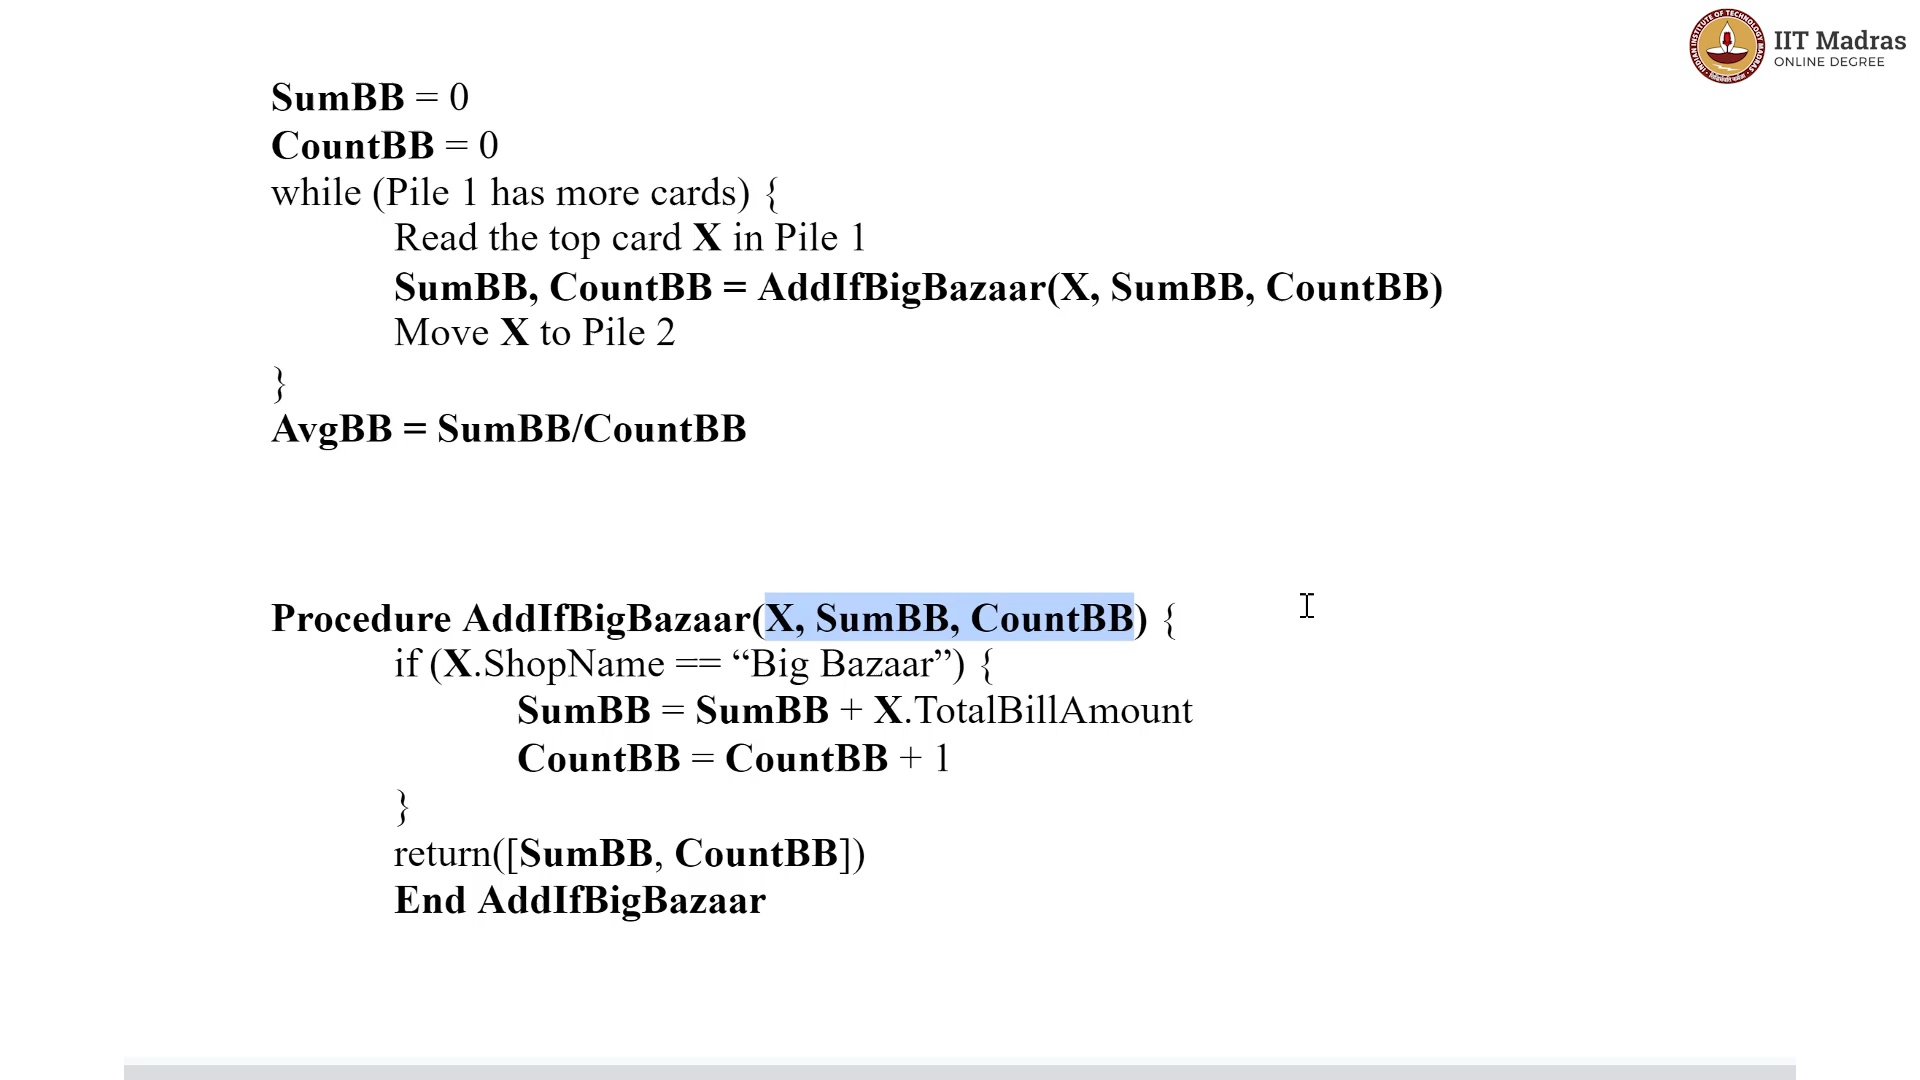 IIT Madras
ONLINE DEGREE
SumBB = 0
CountBB = 0
while (Pile 1 has more cards) {
Read the top card X in Pile 1
SumBB, CountBB = AddIfBigBazaar(X, SumBB, CountBB)
Move X to Pile 2
}
AvgBB = SumBB/CountBB
Procedure AddIfBigBazaar(X, SumBB, CountBB) {
if (X.ShopName == “Big Bazaar”) {
SumBB = SumBB + X.TotalBillAmount
CountBB = CountBB + 1
}
return([SumBB, CountBB])
End AddIfBigBazaar